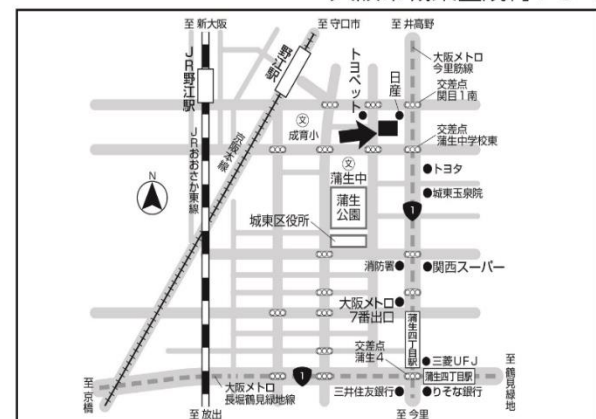 至 新大阪
至 守口市
至 井高野
JR野江駅
野江駅
トヨペット
日産
大阪メトロ
今里筋線
交差点
関目1南
文
成育小
交差点
蒲生中学校東
JRおおさか東線
京阪本線
文
蒲生中
トヨタ
城東玉泉院
N
蒲生
公園
1
城東区役所
消防署
関西スーパー
大阪メトロ
7番出口
蒲生四丁目駅
交差点
蒲生4
三菱UFJ
蒲生四丁目駅
至 鶴見緑地
1
至 京橋
大阪メトロ
長堀鶴見緑地線
三井住友銀行
りそな銀行
至 放出
至 今里